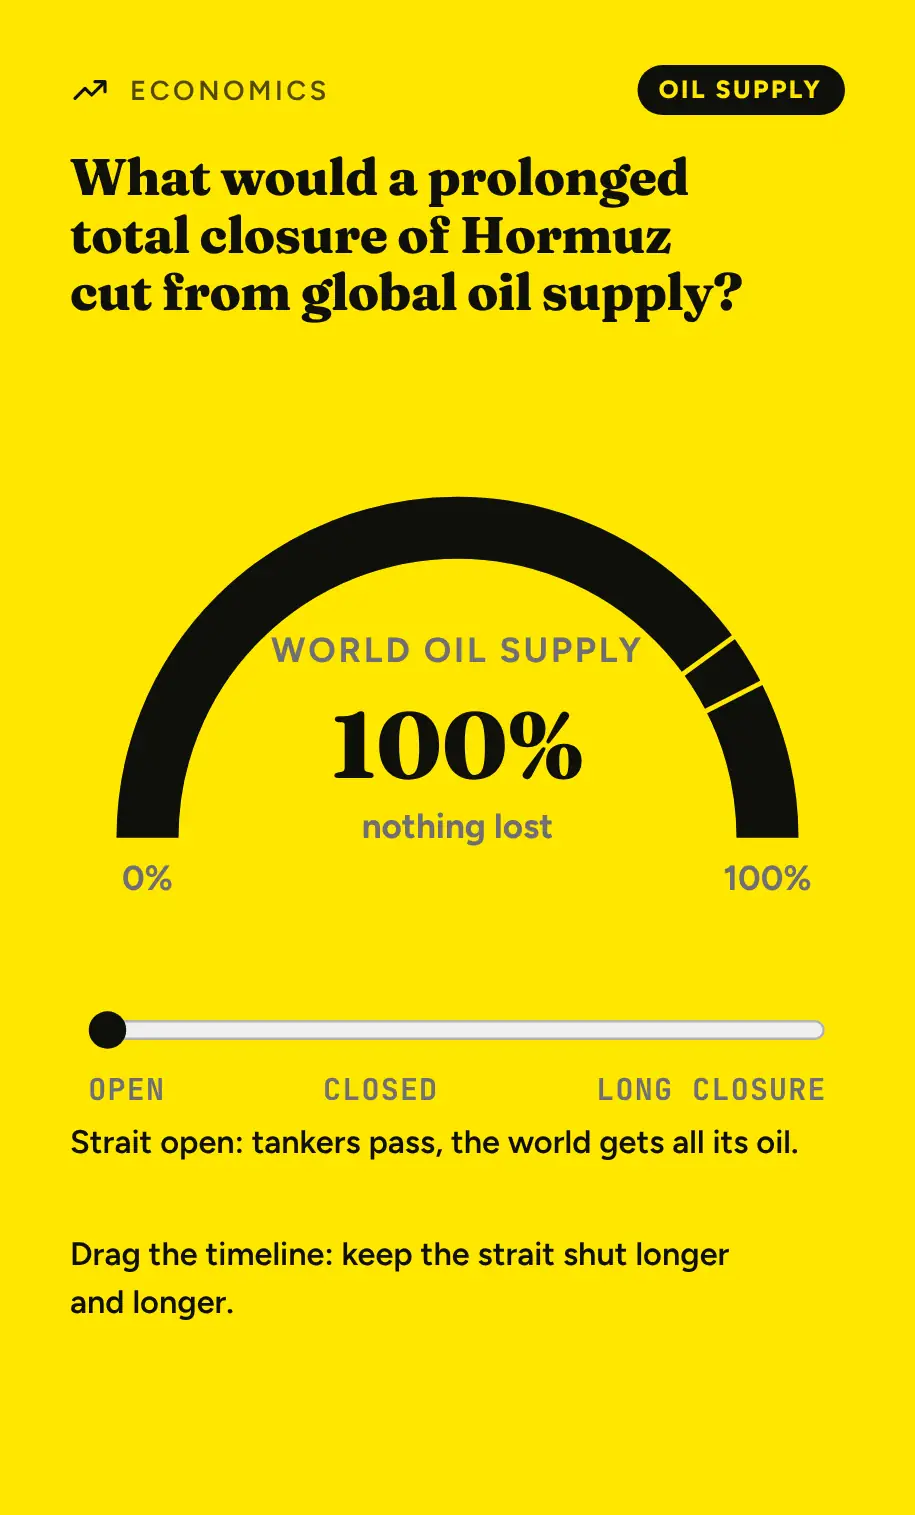 ECONOMICS
OIL SUPPLY
What would a prolonged
total closure of Hormuz
cut from global oil supply?
WORLD OIL SUPPLY
100%
nothing lost
0%
100%
OPEN
CLOSED
LONG CLOSURE
Strait open: tankers pass, the world gets all its oil.
Drag the timeline: keep the strait shut longer
and longer.